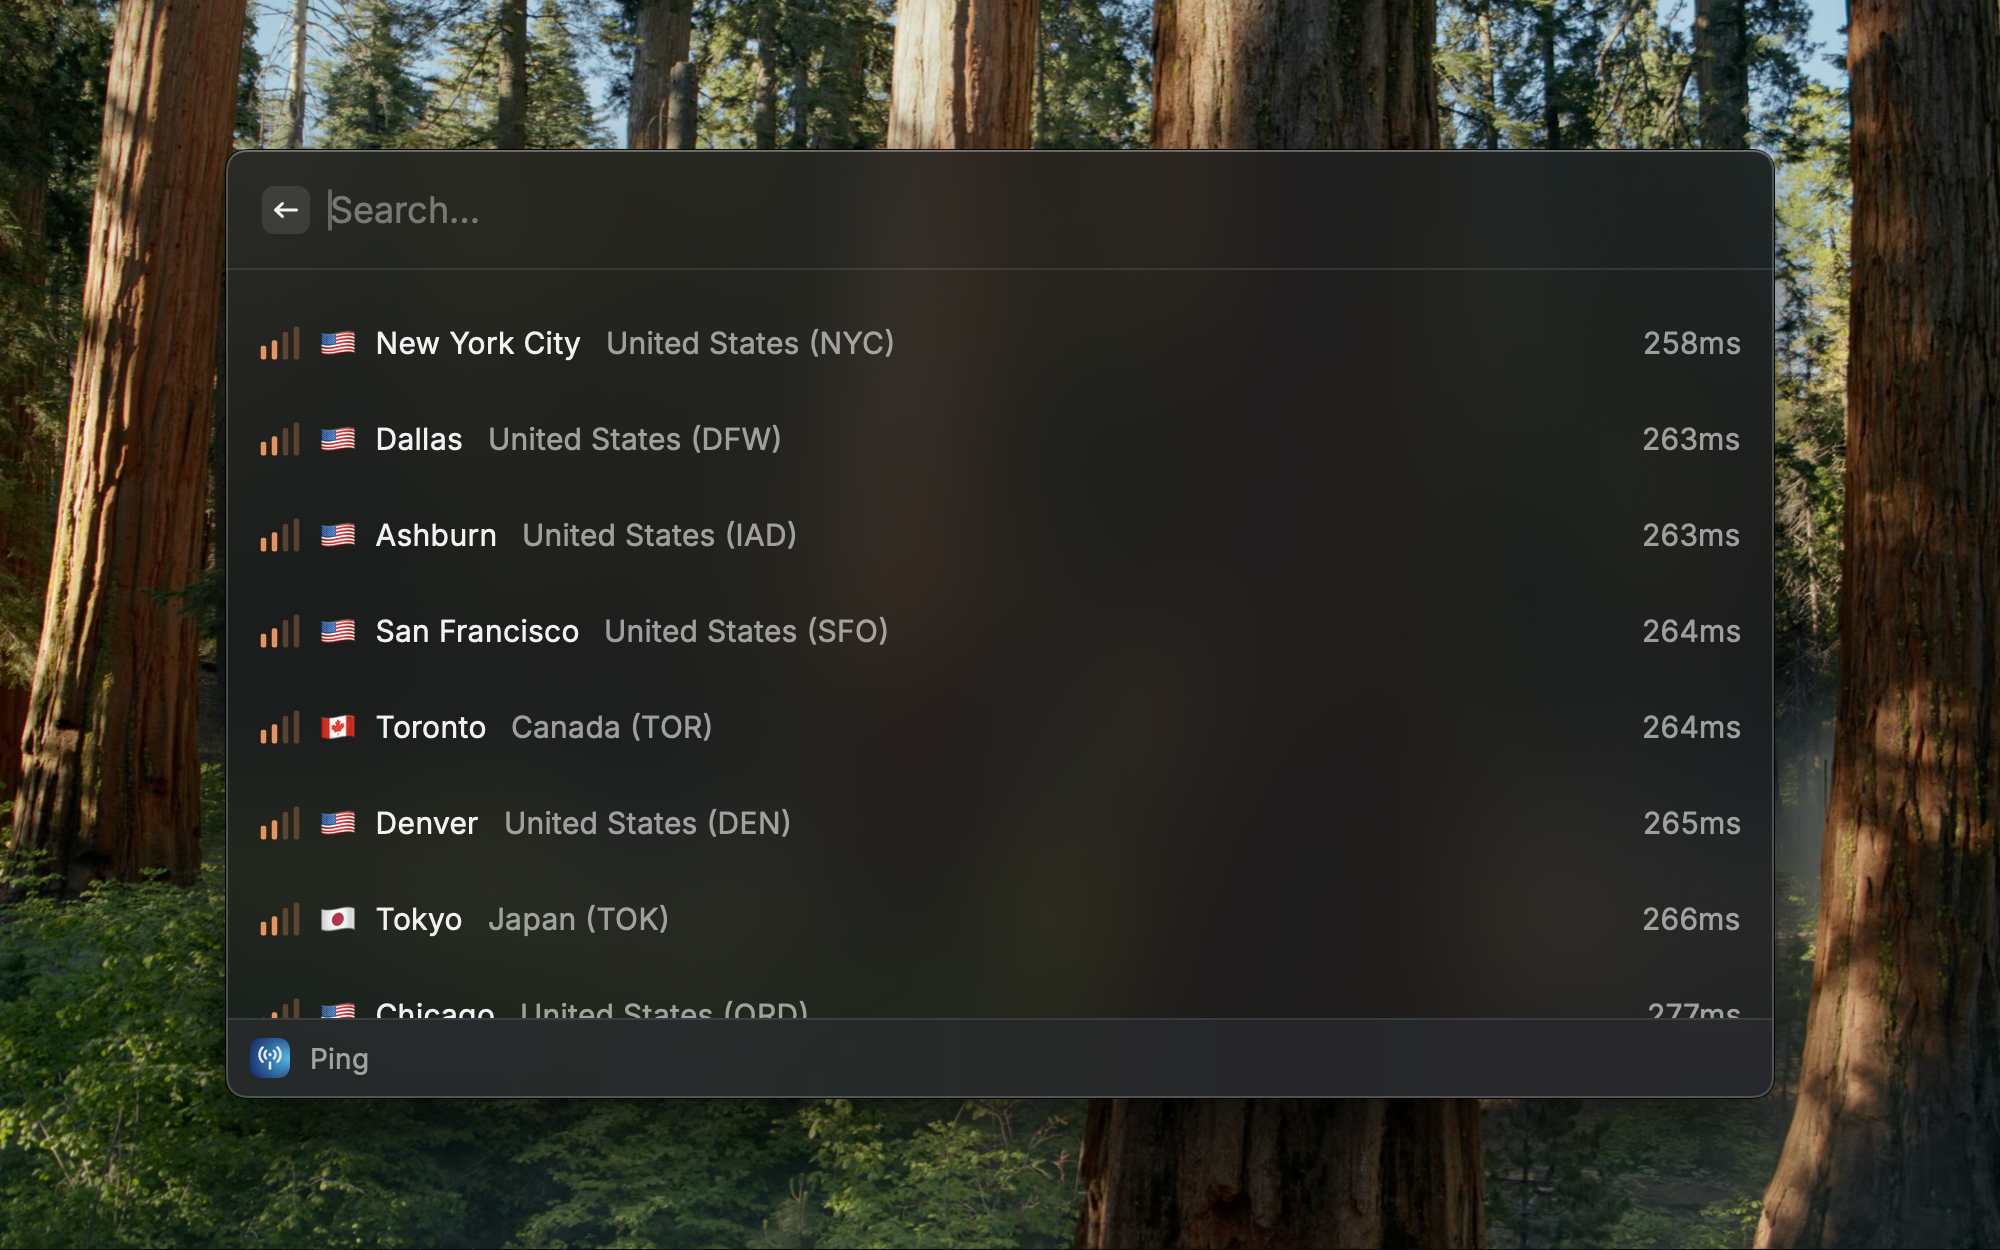 Search...
New York City United States (NYC) 258ms
Dallas United States (DFW) 263ms
Ashburn United States (IAD) 263ms
San Francisco United States (SFO) 264ms
Toronto Canada (TOR) 264ms
Denver United States (DEN) 265ms
Tokyo Japan (TOK) 266ms
Chicago United States (ORD) 277ms
Ping